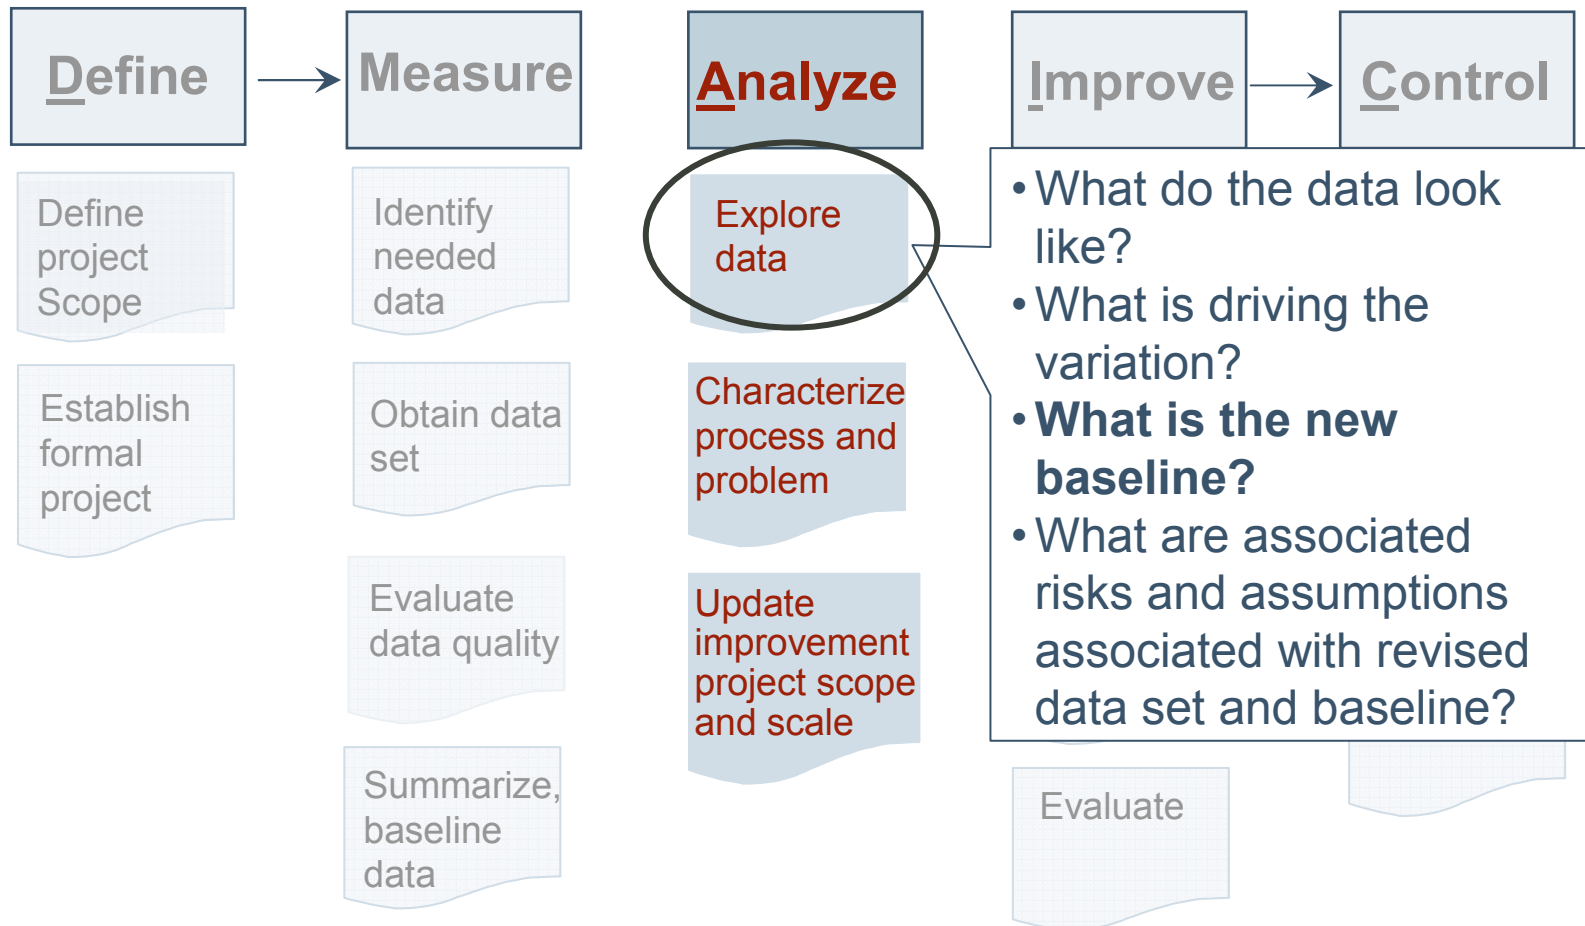 Define
Measure
Analyze
Improve
Control
Define
project
Scope
Establish
formal
project
Identify
needed
data
Obtain data
set
Evaluate
data quality
Summarize,
baseline
data
Explore
data
Characterize
process and
problem
Update
improvement
project scope
and scale
• What do the data look
like?
• What is driving the
variation?
• What is the new
baseline?
• What are associated
risks and assumptions
associated with revised
data set and baseline?
Evaluate